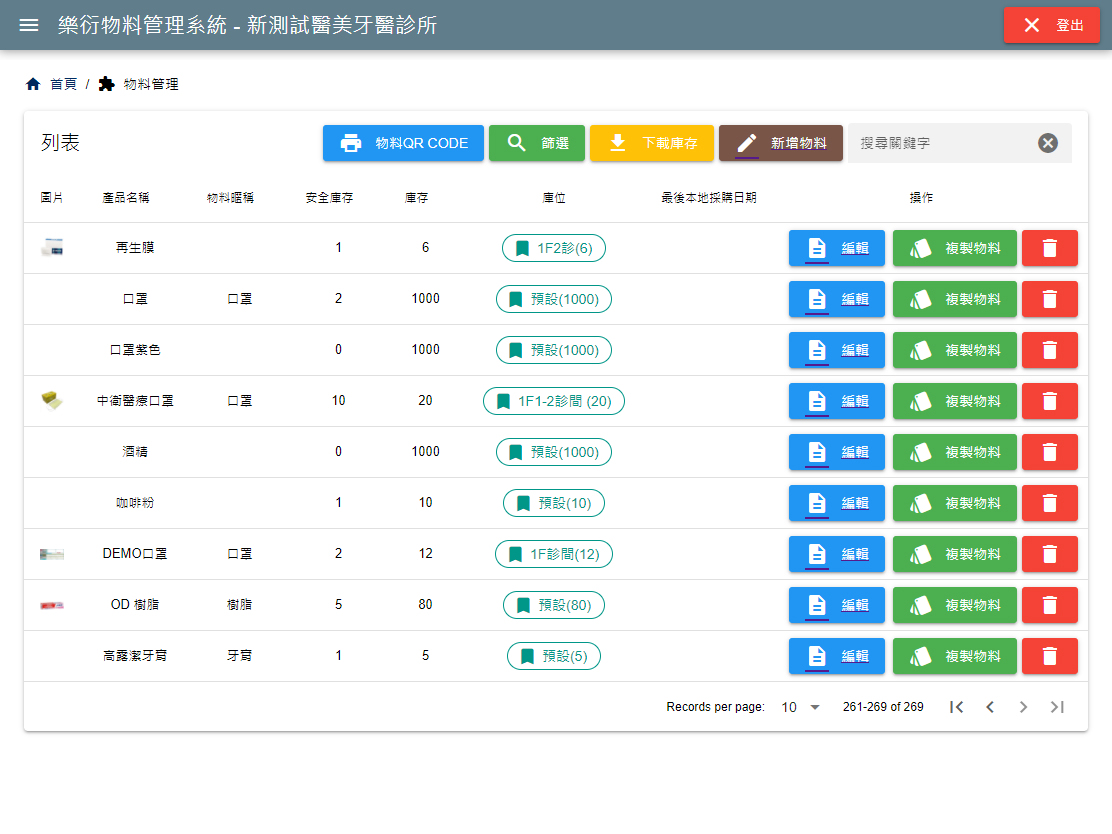 樂衍物料管理系統 - 新測試醫美牙醫診所 登出
首頁 / 物料管理
列表 物料QR CODE 篩選 下載庫存 新增物料 搜尋關鍵字
圖片 產品名稱 物料暱稱 安全庫存 庫存 庫位 最後本地採購日期 操作
再生膜 1 6 1F2診(6) 編輯 複製物料
口罩 口罩 2 1000 預設(1000) 編輯 複製物料
口罩紫色 0 1000 預設(1000) 編輯 複製物料
中衛醫療口罩 口罩 10 20 1F1-2診間 (20) 編輯 複製物料
酒精 0 1000 預設(1000) 編輯 複製物料
咖啡粉 1 10 預設(10) 編輯 複製物料
DEMO口罩 口罩 2 12 1F診間(12) 編輯 複製物料
OD 樹脂 樹脂 5 80 預設(80) 編輯 複製物料
高露潔牙膏 牙膏 1 5 預設(5) 編輯 複製物料
Records per page: 10 261-269 of 269